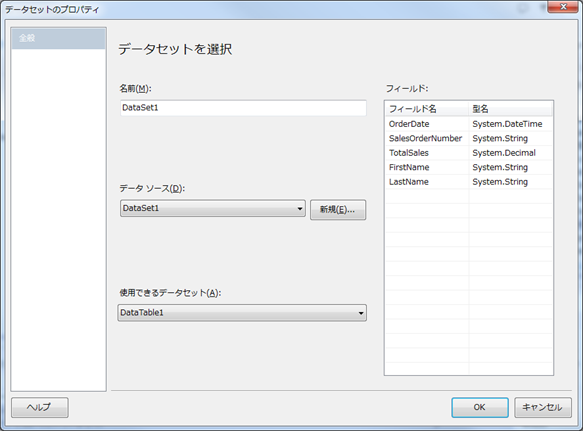 データセットのプロパティ
全般
データセットを選択
名前(M):
DataSet1
データ ソース(D):
DataSet1
新規(E)...
使用できるデータセット(A):
DataTable1
フィールド:
フィールド名 型名
OrderDate System.DateTime
SalesOrderNumber System.String
TotalSales System.Decimal
FirstName System.String
LastName System.String
ヘルプ
OK
キャンセル